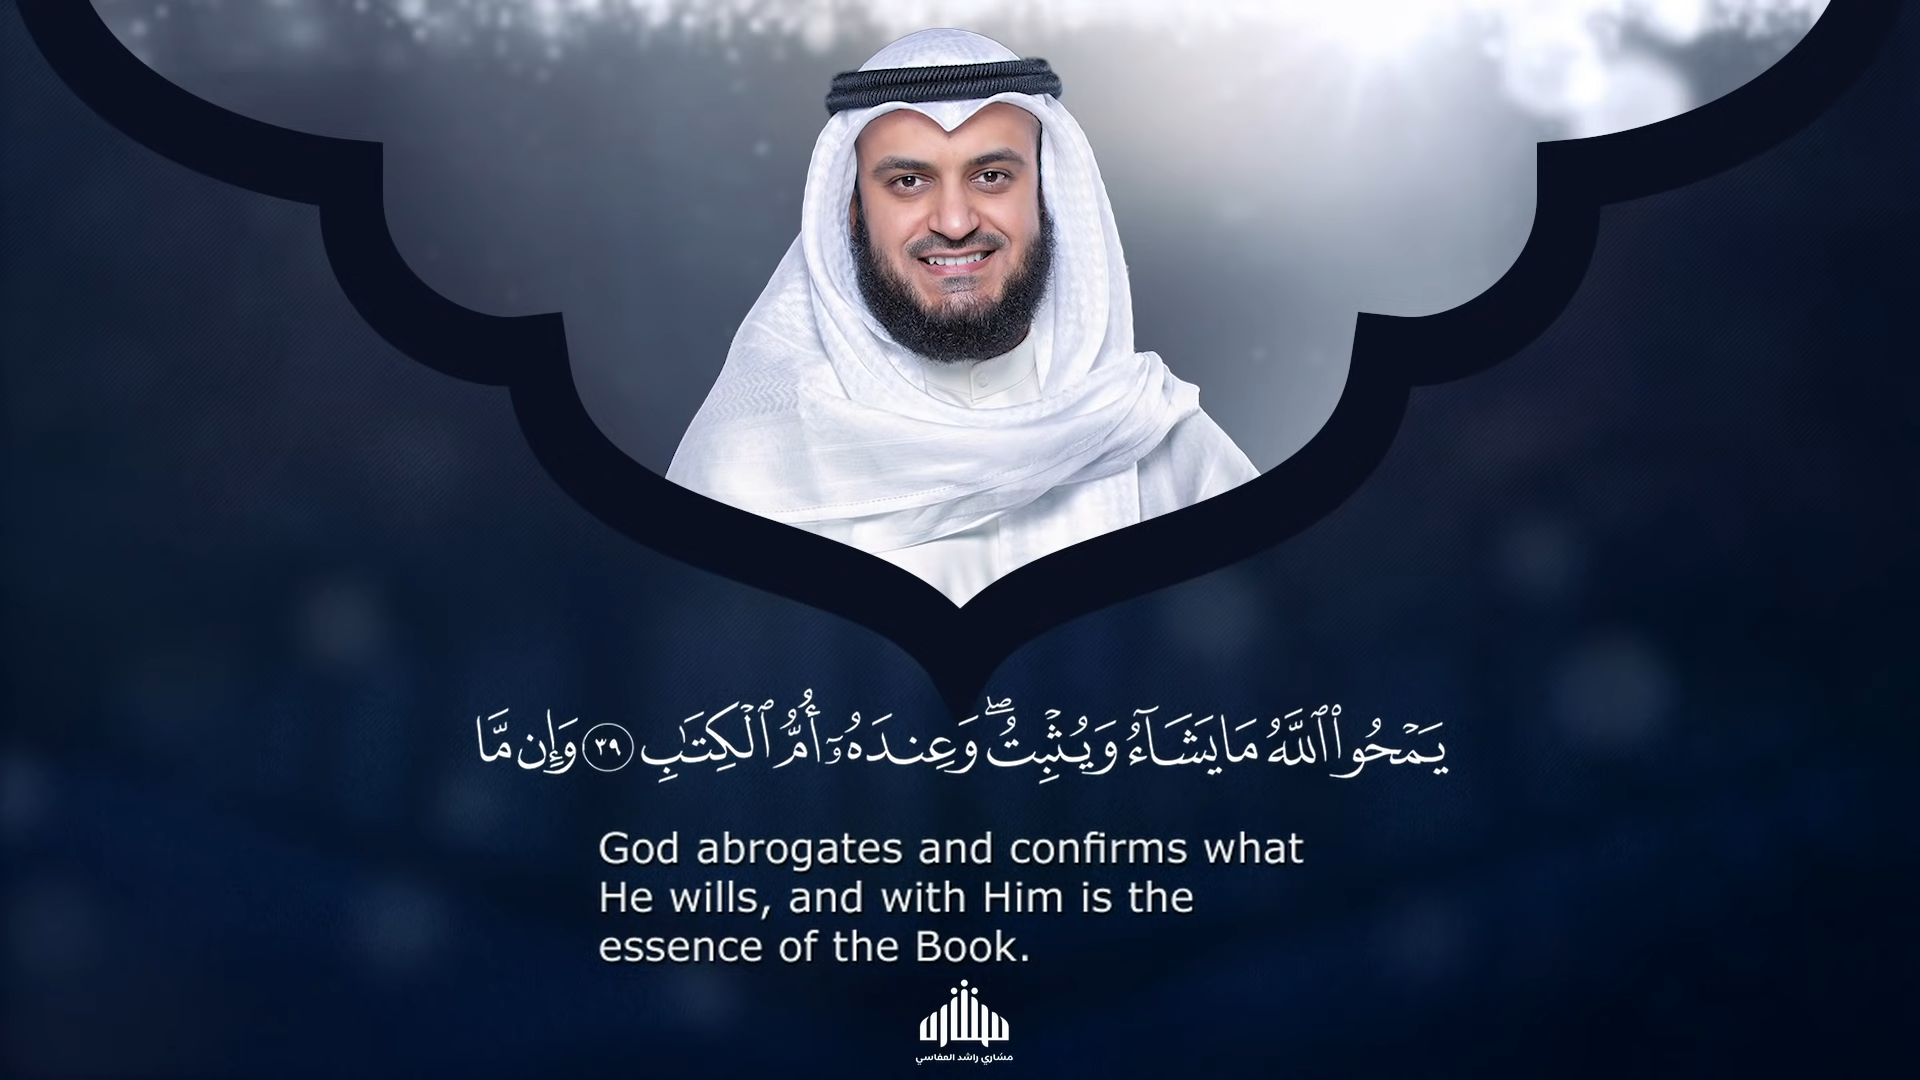 يَمْحُوا۟ ٱللَّهُ مَا يَشَآءُ وَيُثْبِتُ ۖ وَعِندَهُۥٓ أُمُّ ٱلْكِتَـٰبِ ٣٩ وَإِن مَّا
God abrogates and confirms what
He wills, and with Him is the
essence of the Book.
مشاري
مشاري راشد العفاسي